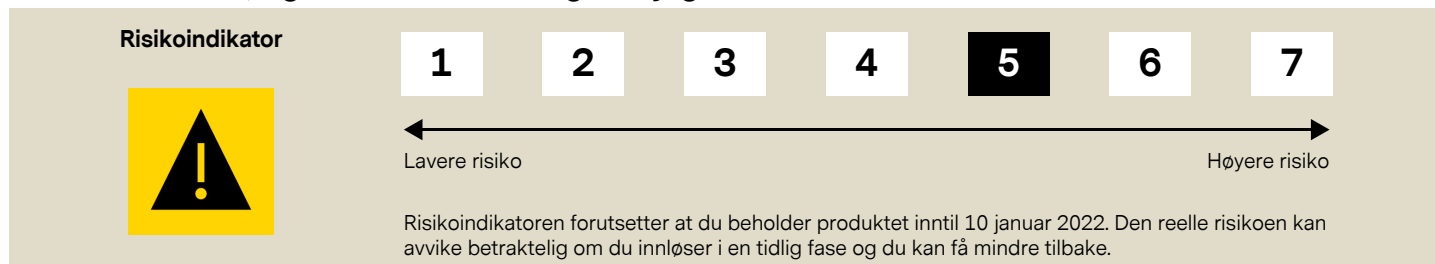 Risikoindikator
1 2 3 4 5 6 7
Lavere risiko Høyere risiko
Risikoindikatoren forutsetter at du beholder produktet inntil 10 januar 2022. Den reelle risikoen kan
avvike betraktelig om du innløser i en tidlig fase og du kan få mindre tilbake.